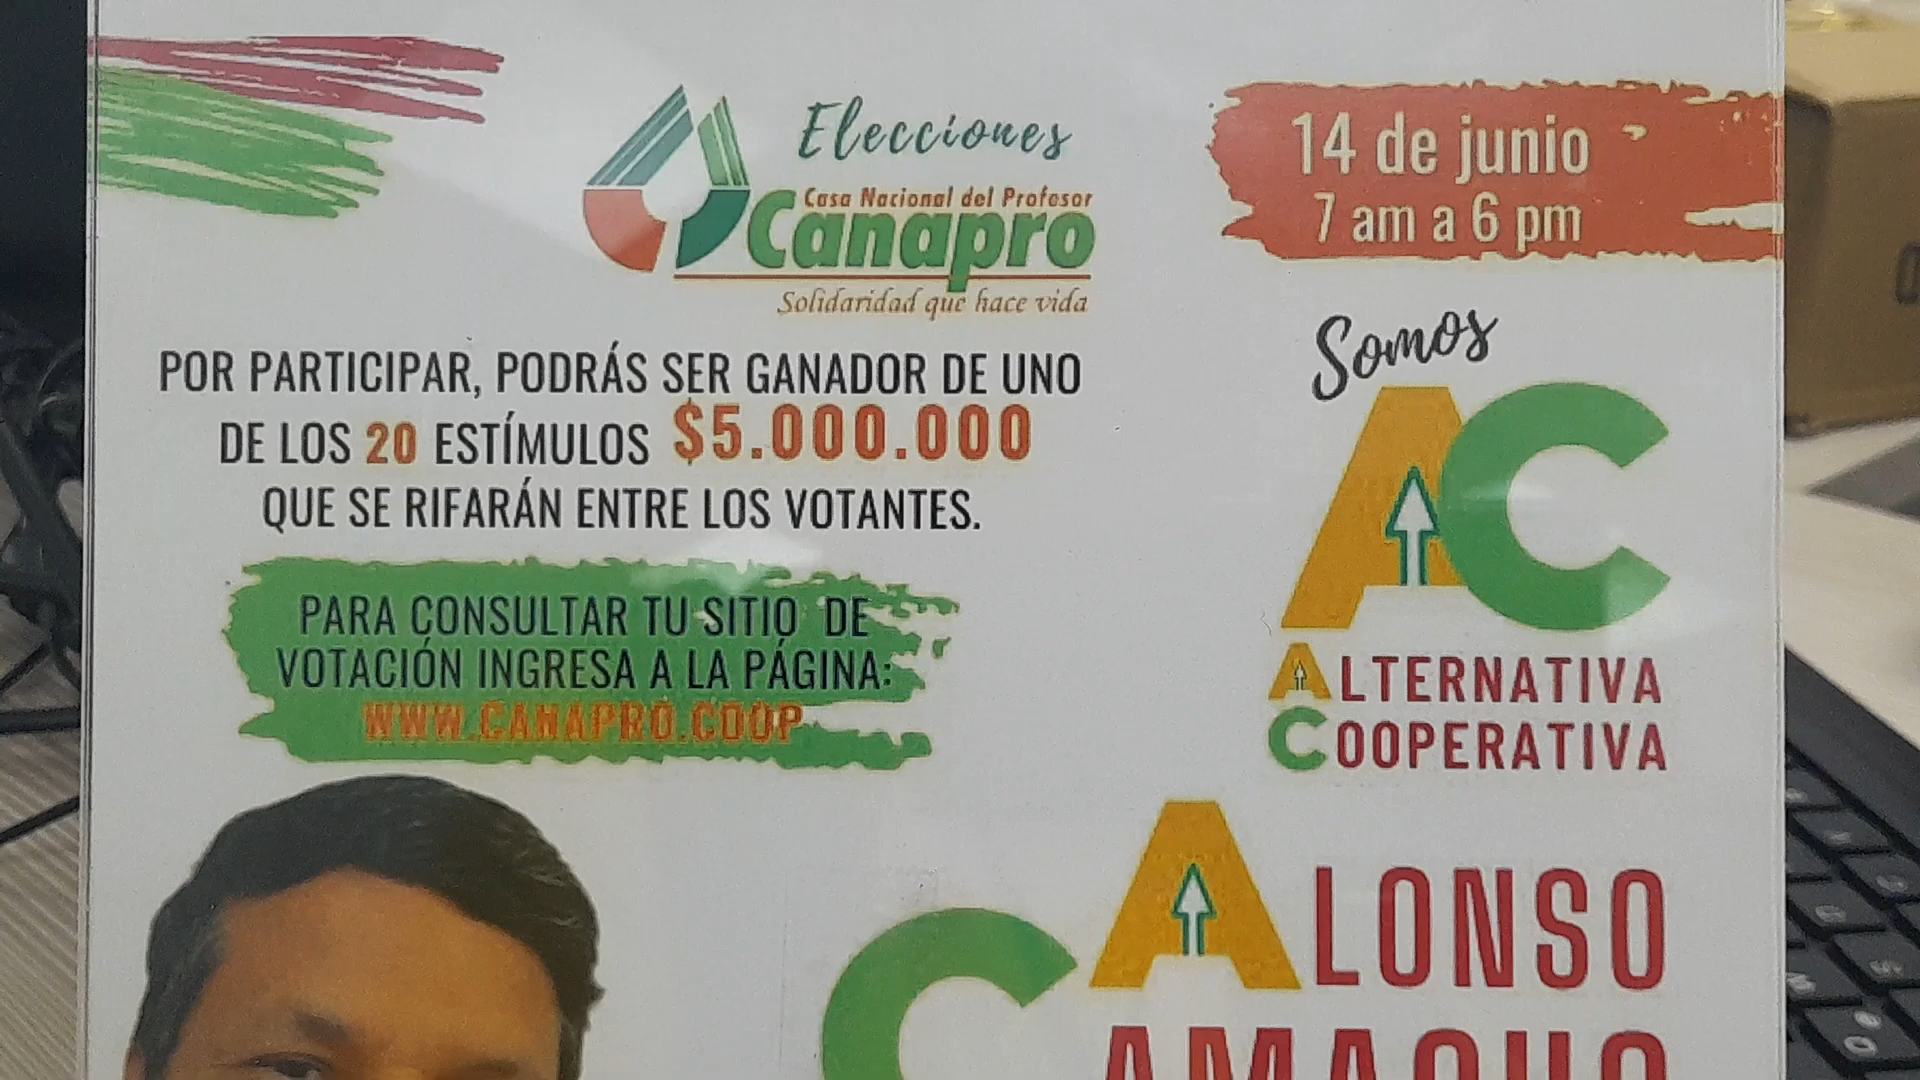 Elecciones
Casa Nacional del Profesor
Canapro
Solidaridad que hace vida
14 de junio
7 am a 6 pm
POR PARTICIPAR, PODRÁS SER GANADOR DE UNO
DE LOS 20 ESTÍMULOS $5.000.000
QUE SE RIFARÁN ENTRE LOS VOTANTES.
PARA CONSULTAR TU SITIO DE
VOTACIÓN INGRESA A LA PÁGINA:
WWW.CANAPRO.COOP
Somos
AC
ALTERNATIVA
COOPERATIVA
ALONSO
CAMACHO